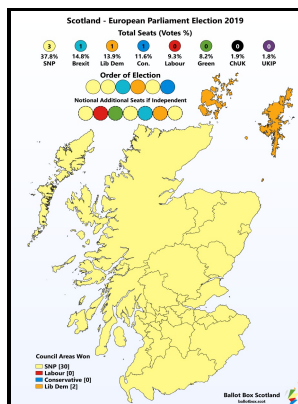 Scotland - European Parliament Election 2019
Total Seats (Votes %)
3 1 1 1 0 0 0 0
37.8% 14.8% 13.9% 11.6% 9.3% 8.2% 1.9% 1.8%
SNP Brexit Lib Dem Con. Labour Green ChUK UKIP
Order of Election
Notional Additional Seats if Independent
Council Areas Won
SNP [30]
Labour [0]
Conservative [0]
Lib Dem [2]
Ballot Box Scotland
ballotbox.scot